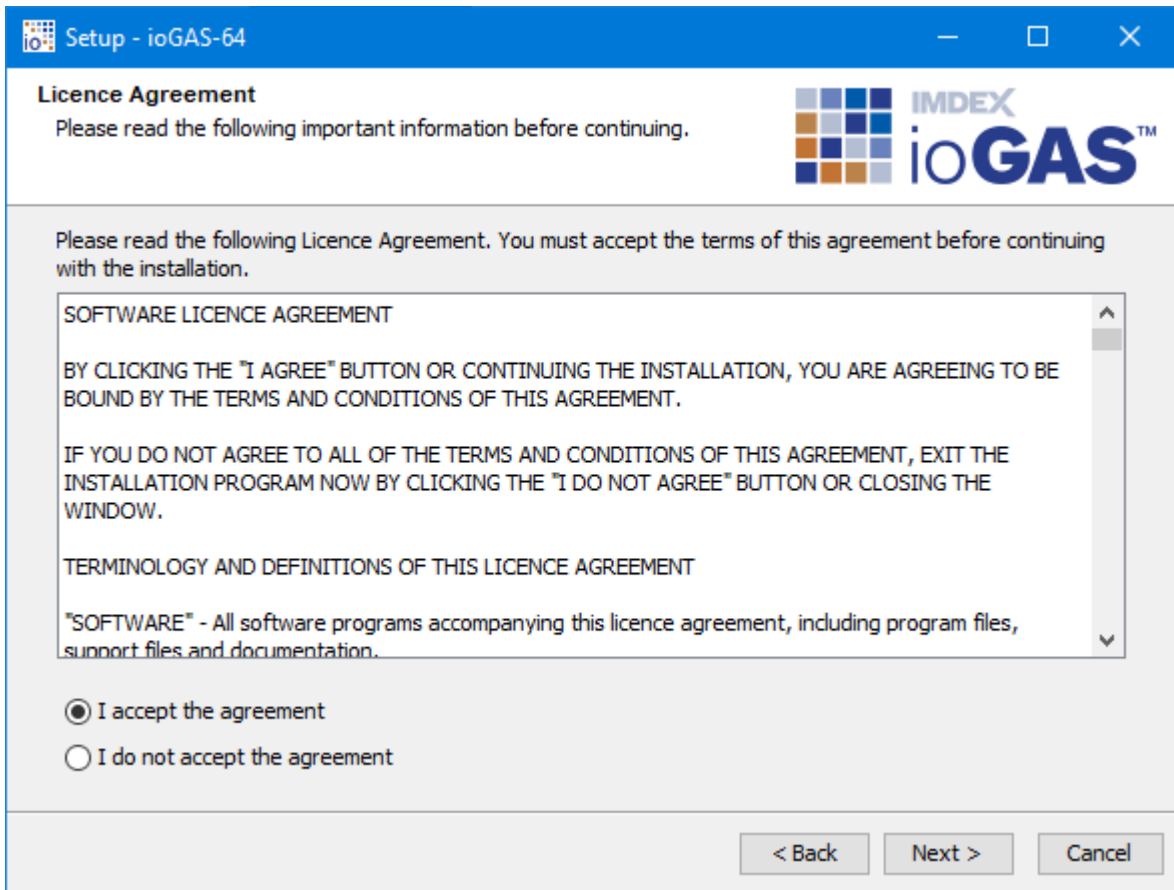 io
Setup - ioGAS-64
Licence Agreement
Please read the following important information before continuing.
IMDEX
ioGAS™
Please read the following Licence Agreement. You must accept the terms of this agreement before continuing
with the installation.
SOFTWARE LICENCE AGREEMENT
BY CLICKING THE "I AGREE" BUTTON OR CONTINUING THE INSTALLATION, YOU ARE AGREEING TO BE
BOUND BY THE TERMS AND CONDITIONS OF THIS AGREEMENT.
IF YOU DO NOT AGREE TO ALL OF THE TERMS AND CONDITIONS OF THIS AGREEMENT, EXIT THE
INSTALLATION PROGRAM NOW BY CLICKING THE "I DO NOT AGREE" BUTTON OR CLOSING THE
WINDOW.
TERMINOLOGY AND DEFINITIONS OF THIS LICENCE AGREEMENT
"SOFTWARE" - All software programs accompanying this licence agreement, including program files,
support files and documentation.
I accept the agreement
I do not accept the agreement
< Back
Next >
Cancel